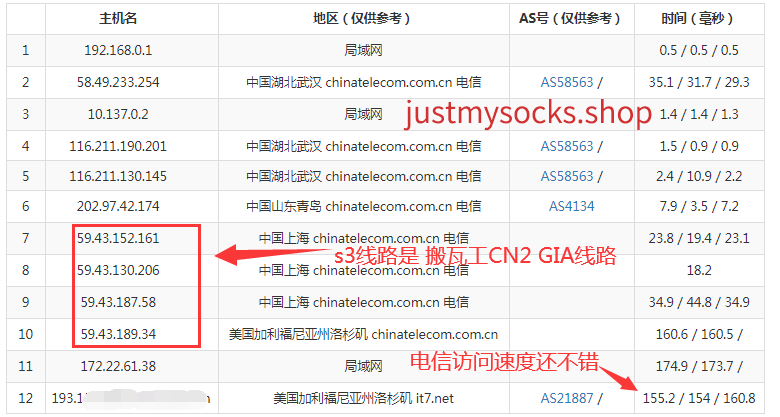 主机名 地区（仅供参考） AS号（仅供参考） 时间（毫秒）
1 192.168.0.1 局域网 0.5 / 0.5 / 0.5
2 58.49.233.254 中国湖北武汉 chinatelecom.com.cn 电信 AS58563 / 35.1 / 31.7 / 29.3
3 10.137.0.2 局域网 1.4 / 1.4 / 1.3
justmysocks.shop
4 116.211.190.201 中国湖北武汉 chinatelecom.com.cn 电信 AS58563 / 1.5 / 0.9 / 0.9
5 116.211.130.145 中国湖北武汉 chinatelecom.com.cn 电信 AS58563 / 2.4 / 10.9 / 2.2
6 202.97.42.174 中国山东青岛 chinatelecom.com.cn 电信 AS4134 7.9 / 3.5 / 7.2
7 59.43.152.161 中国上海 chinatelecom.com.cn 电信 23.8 / 19.4 / 23.1
s3线路是 搬瓦工CN2 GIA线路
8 59.43.130.206 中国上海 chinatelecom.com.cn 电信 18.2
9 59.43.187.58 中国上海 chinatelecom.com.cn 电信 34.9 / 44.8 / 34.9
10 59.43.189.34 美国加利福尼亚州洛杉矶 chinatelecom.com.cn 160.6 / 160.5 /
11 172.22.61.38 局域网 174.9 / 173.7 /
电信访问速度还不错
12 193.1 n 美国加利福尼亚州洛杉矶 it7.net AS21887 / 155.2 / 154 / 160.8